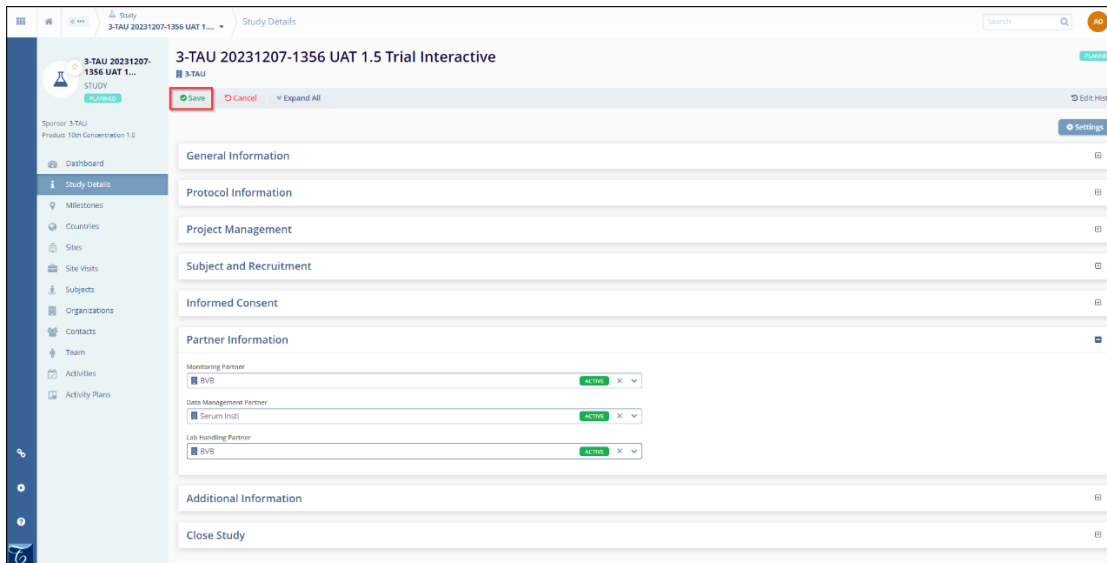 Study
3-TAU 20231207-1356 UAT 1....
Study Details
Search
AO
3-TAU 20231207-
1356 UAT 1...
STUDY
PLANNED
Sponsor 3-TAU
Product 10th Concentration 1.0
Dashboard
Study Details
Milestones
Countries
Sites
Site Visits
Subjects
Organizations
Contacts
Team
Activities
Activity Plans
3-TAU 20231207-1356 UAT 1.5 Trial Interactive
3-TAU
PLANNE
Save
Cancel
Expand All
Edit Hist
Settings
General Information
Protocol Information
Project Management
Subject and Recruitment
Informed Consent
Partner Information
Monitoring Partner
BVB
ACTIVE
Data Management Partner
Serum Insti
ACTIVE
Lab Handling Partner
BVB
ACTIVE
Additional Information
Close Study